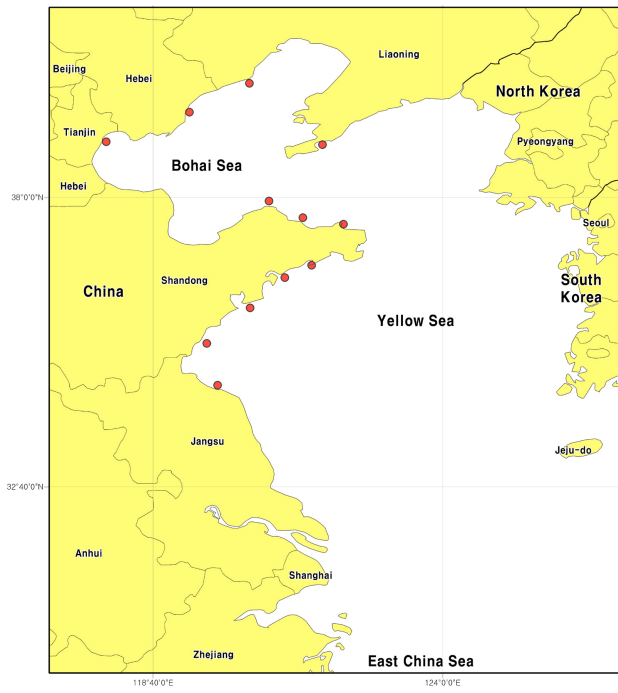 Liaoning
Beijing
Hebei
North Korea
Tianjin
Pyeongyang
Bohai Sea
Hebei
38°0'0"N
Seoul
Shandong
China
South
Korea
Yellow Sea
Jangsu
Jeju-do
32°40'0"N
Anhui
Shanghai
Zhejiang
East China Sea
118°40'0"E
124°0'0"E